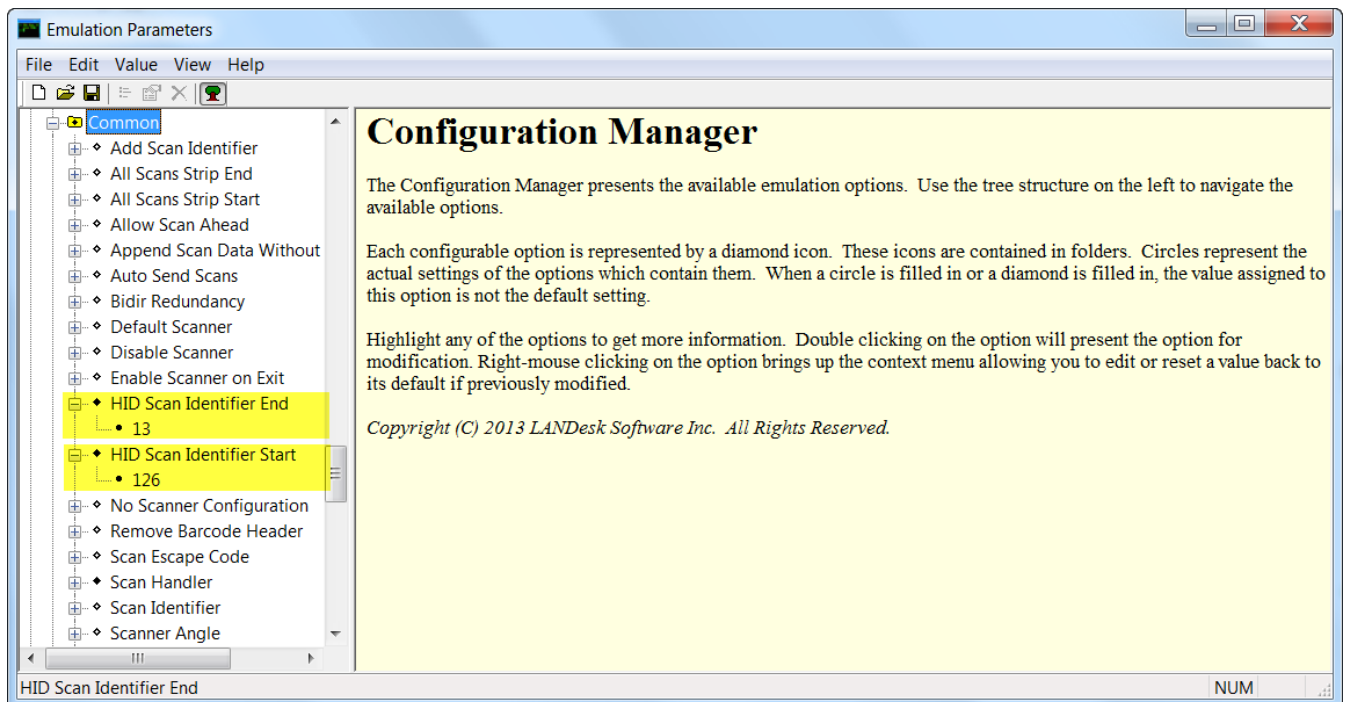 Emulation Parameters
File Edit Value View Help
Common
Add Scan Identifier
All Scans Strip End
All Scans Strip Start
Allow Scan Ahead
Append Scan Data Without
Auto Send Scans
Bidir Redundancy
Default Scanner
Disable Scanner
Enable Scanner on Exit
HID Scan Identifier End
13
HID Scan Identifier Start
126
No Scanner Configuration
Remove Barcode Header
Scan Escape Code
Scan Handler
Scan Identifier
Scanner Angle
Configuration Manager
The Configuration Manager presents the available emulation options. Use the tree structure on the left to navigate the
available options.
Each configurable option is represented by a diamond icon. These icons are contained in folders. Circles represent the
actual settings of the options which contain them. When a circle is filled in or a diamond is filled in, the value assigned to
this option is not the default setting.
Highlight any of the options to get more information. Double clicking on the option will present the option for
modification. Right-mouse clicking on the option brings up the context menu allowing you to edit or reset a value back to
its default if previously modified.
Copyright (C) 2013 LANDesk Software Inc. All Rights Reserved.
HID Scan Identifier End
NUM